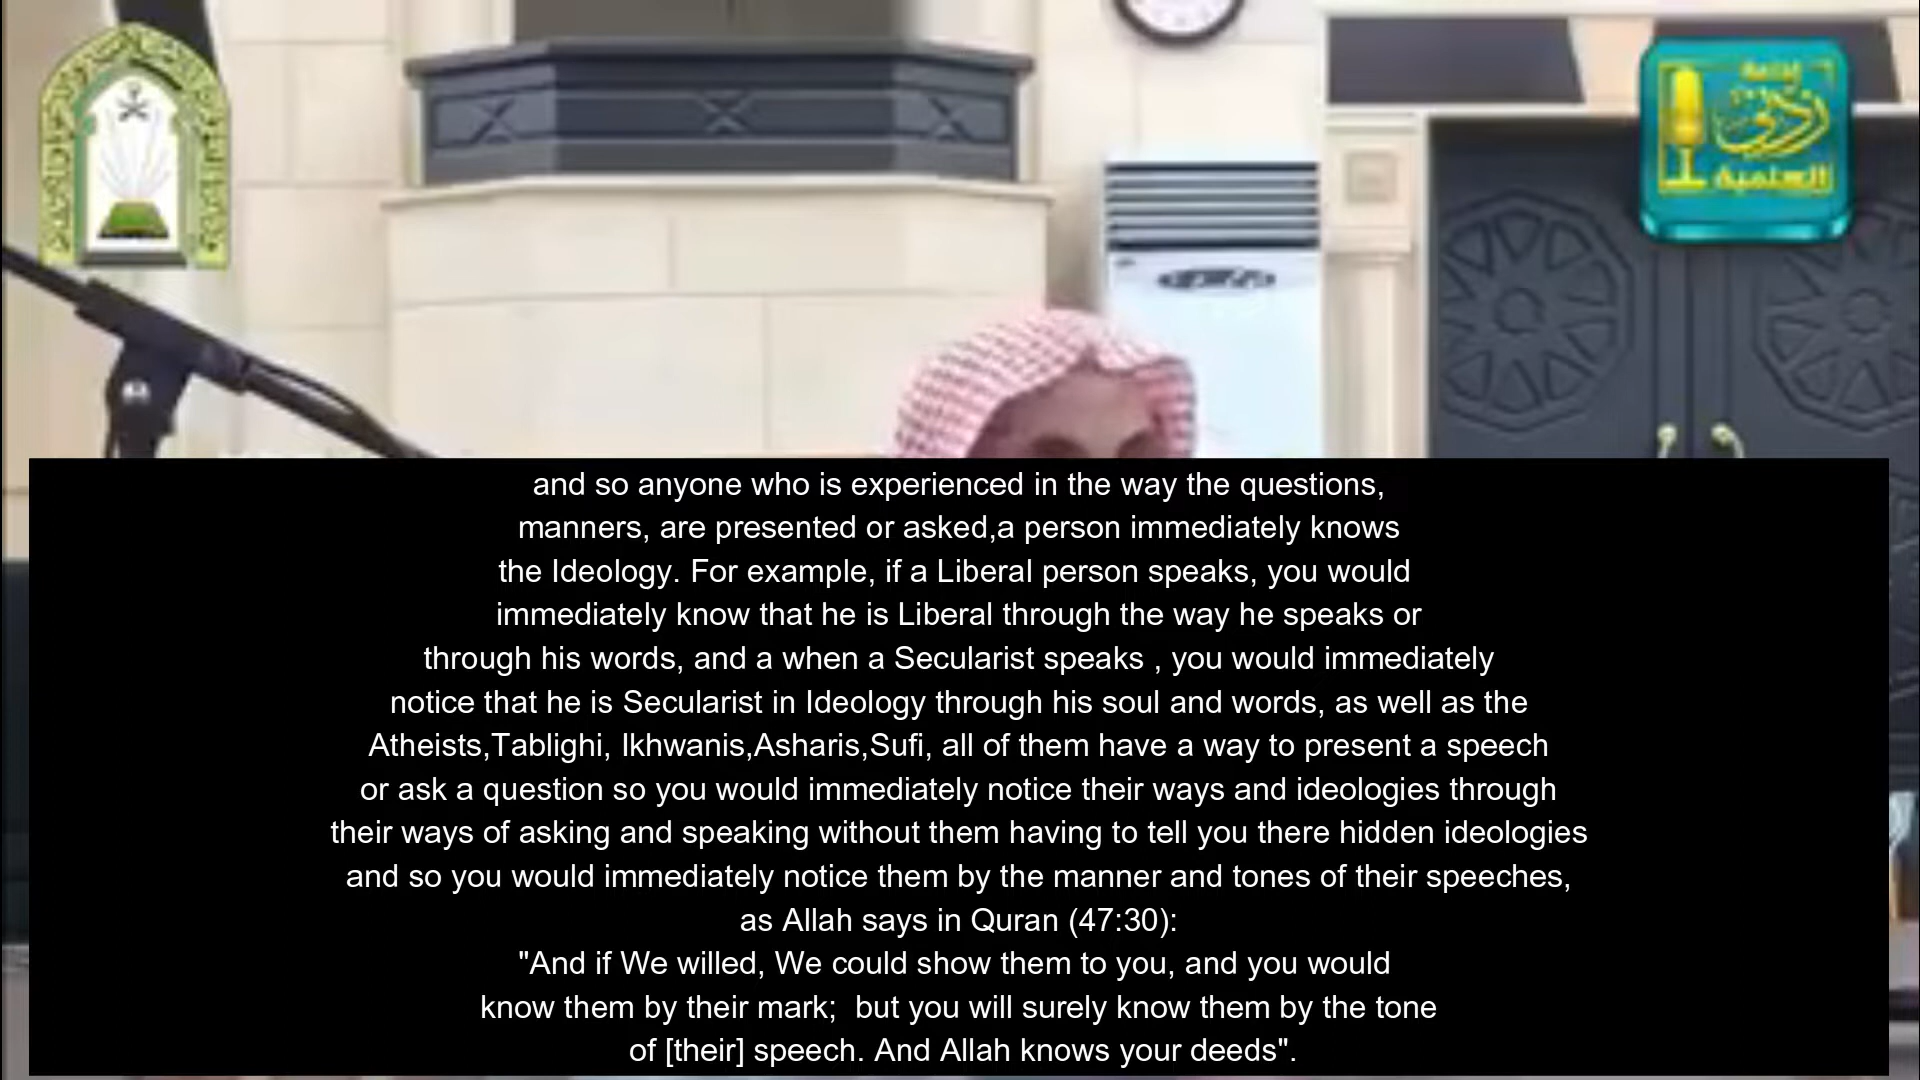 إذاعة
العلمية
and so anyone who is experienced in the way the questions,
manners, are presented or asked,a person immediately knows
the Ideology. For example, if a Liberal person speaks, you would
immediately know that he is Liberal through the way he speaks or
through his words, and a when a Secularist speaks , you would immediately
notice that he is Secularist in Ideology through his soul and words, as well as the
Atheists,Tablighi, Ikhwanis,Asharis,Sufi, all of them have a way to present a speech
or ask a question so you would immediately notice their ways and ideologies through
their ways of asking and speaking without them having to tell you there hidden ideologies
and so you would immediately notice them by the manner and tones of their speeches,
as Allah says in Quran (47:30):
"And if We willed, We could show them to you, and you would
know them by their mark;  but you will surely know them by the tone
of [their] speech. And Allah knows your deeds".